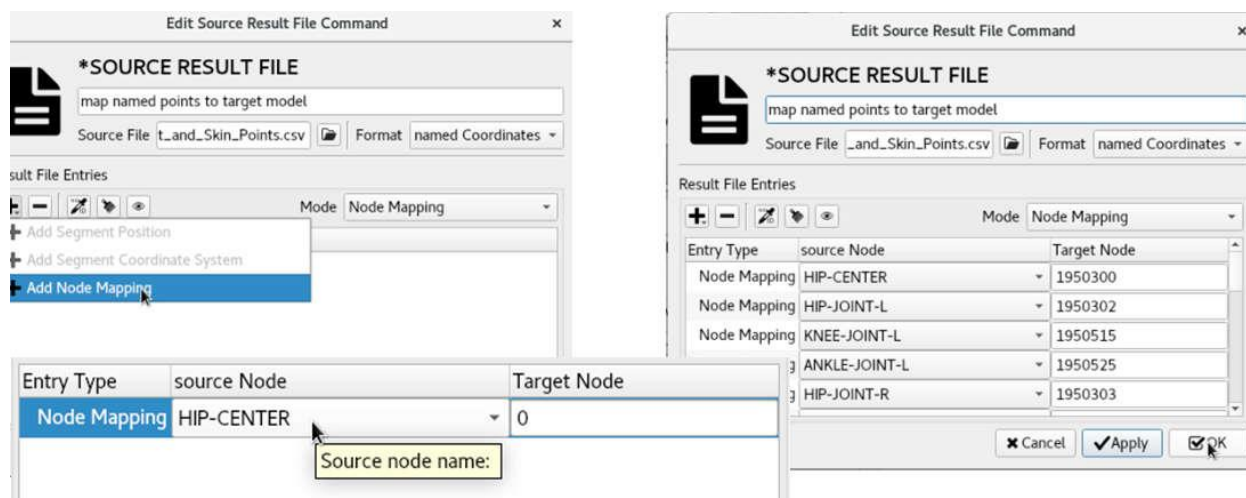 Edit Source Result File Command
*SOURCE RESULT FILE
map named points to target model
Source File t_and_Skin_Points.csv Format named Coordinates
sult File Entries
Mode Node Mapping
Add Segment Position
Add Segment Coordinate System
Add Node Mapping
Entry Type source Node Target Node
Node Mapping HIP-CENTER 0
Source node name:
Edit Source Result File Command
*SOURCE RESULT FILE
map named points to target model
Source File _and_Skin_Points.csv Format named Coordinates
Result File Entries
Mode Node Mapping
Entry Type source Node Target Node
Node Mapping HIP-CENTER 1950300
Node Mapping HIP-JOINT-L 1950302
Node Mapping KNEE-JOINT-L 1950515
g ANKLE-JOINT-L 1950525
g HIP-JOINT-R 1950303
Cancel Apply OK